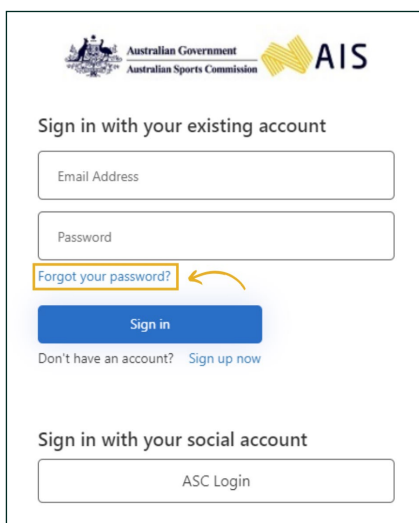 Australian Government
Australian Sports Commission
AIS
Sign in with your existing account
Email Address
Password
Forgot your password?
Sign in
Don't have an account? Sign up now
Sign in with your social account
ASC Login